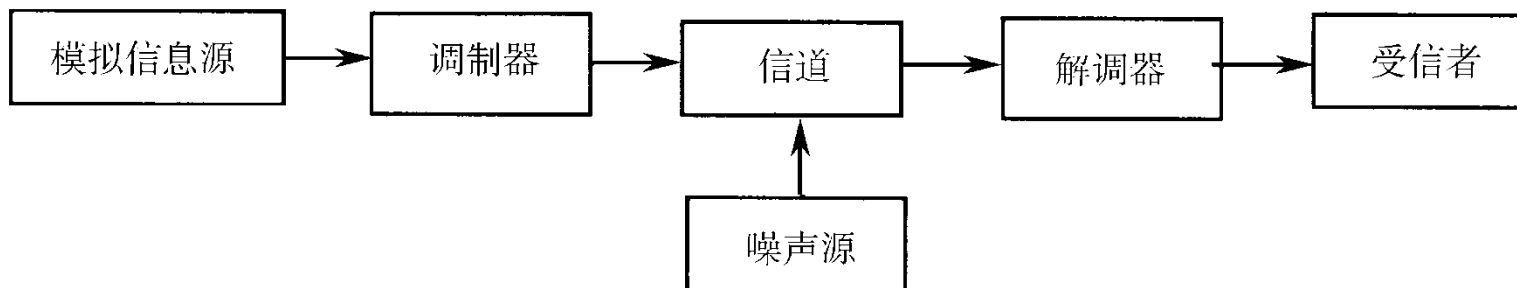 模拟信息源
调制器
信道
解调器
受信者
噪声源